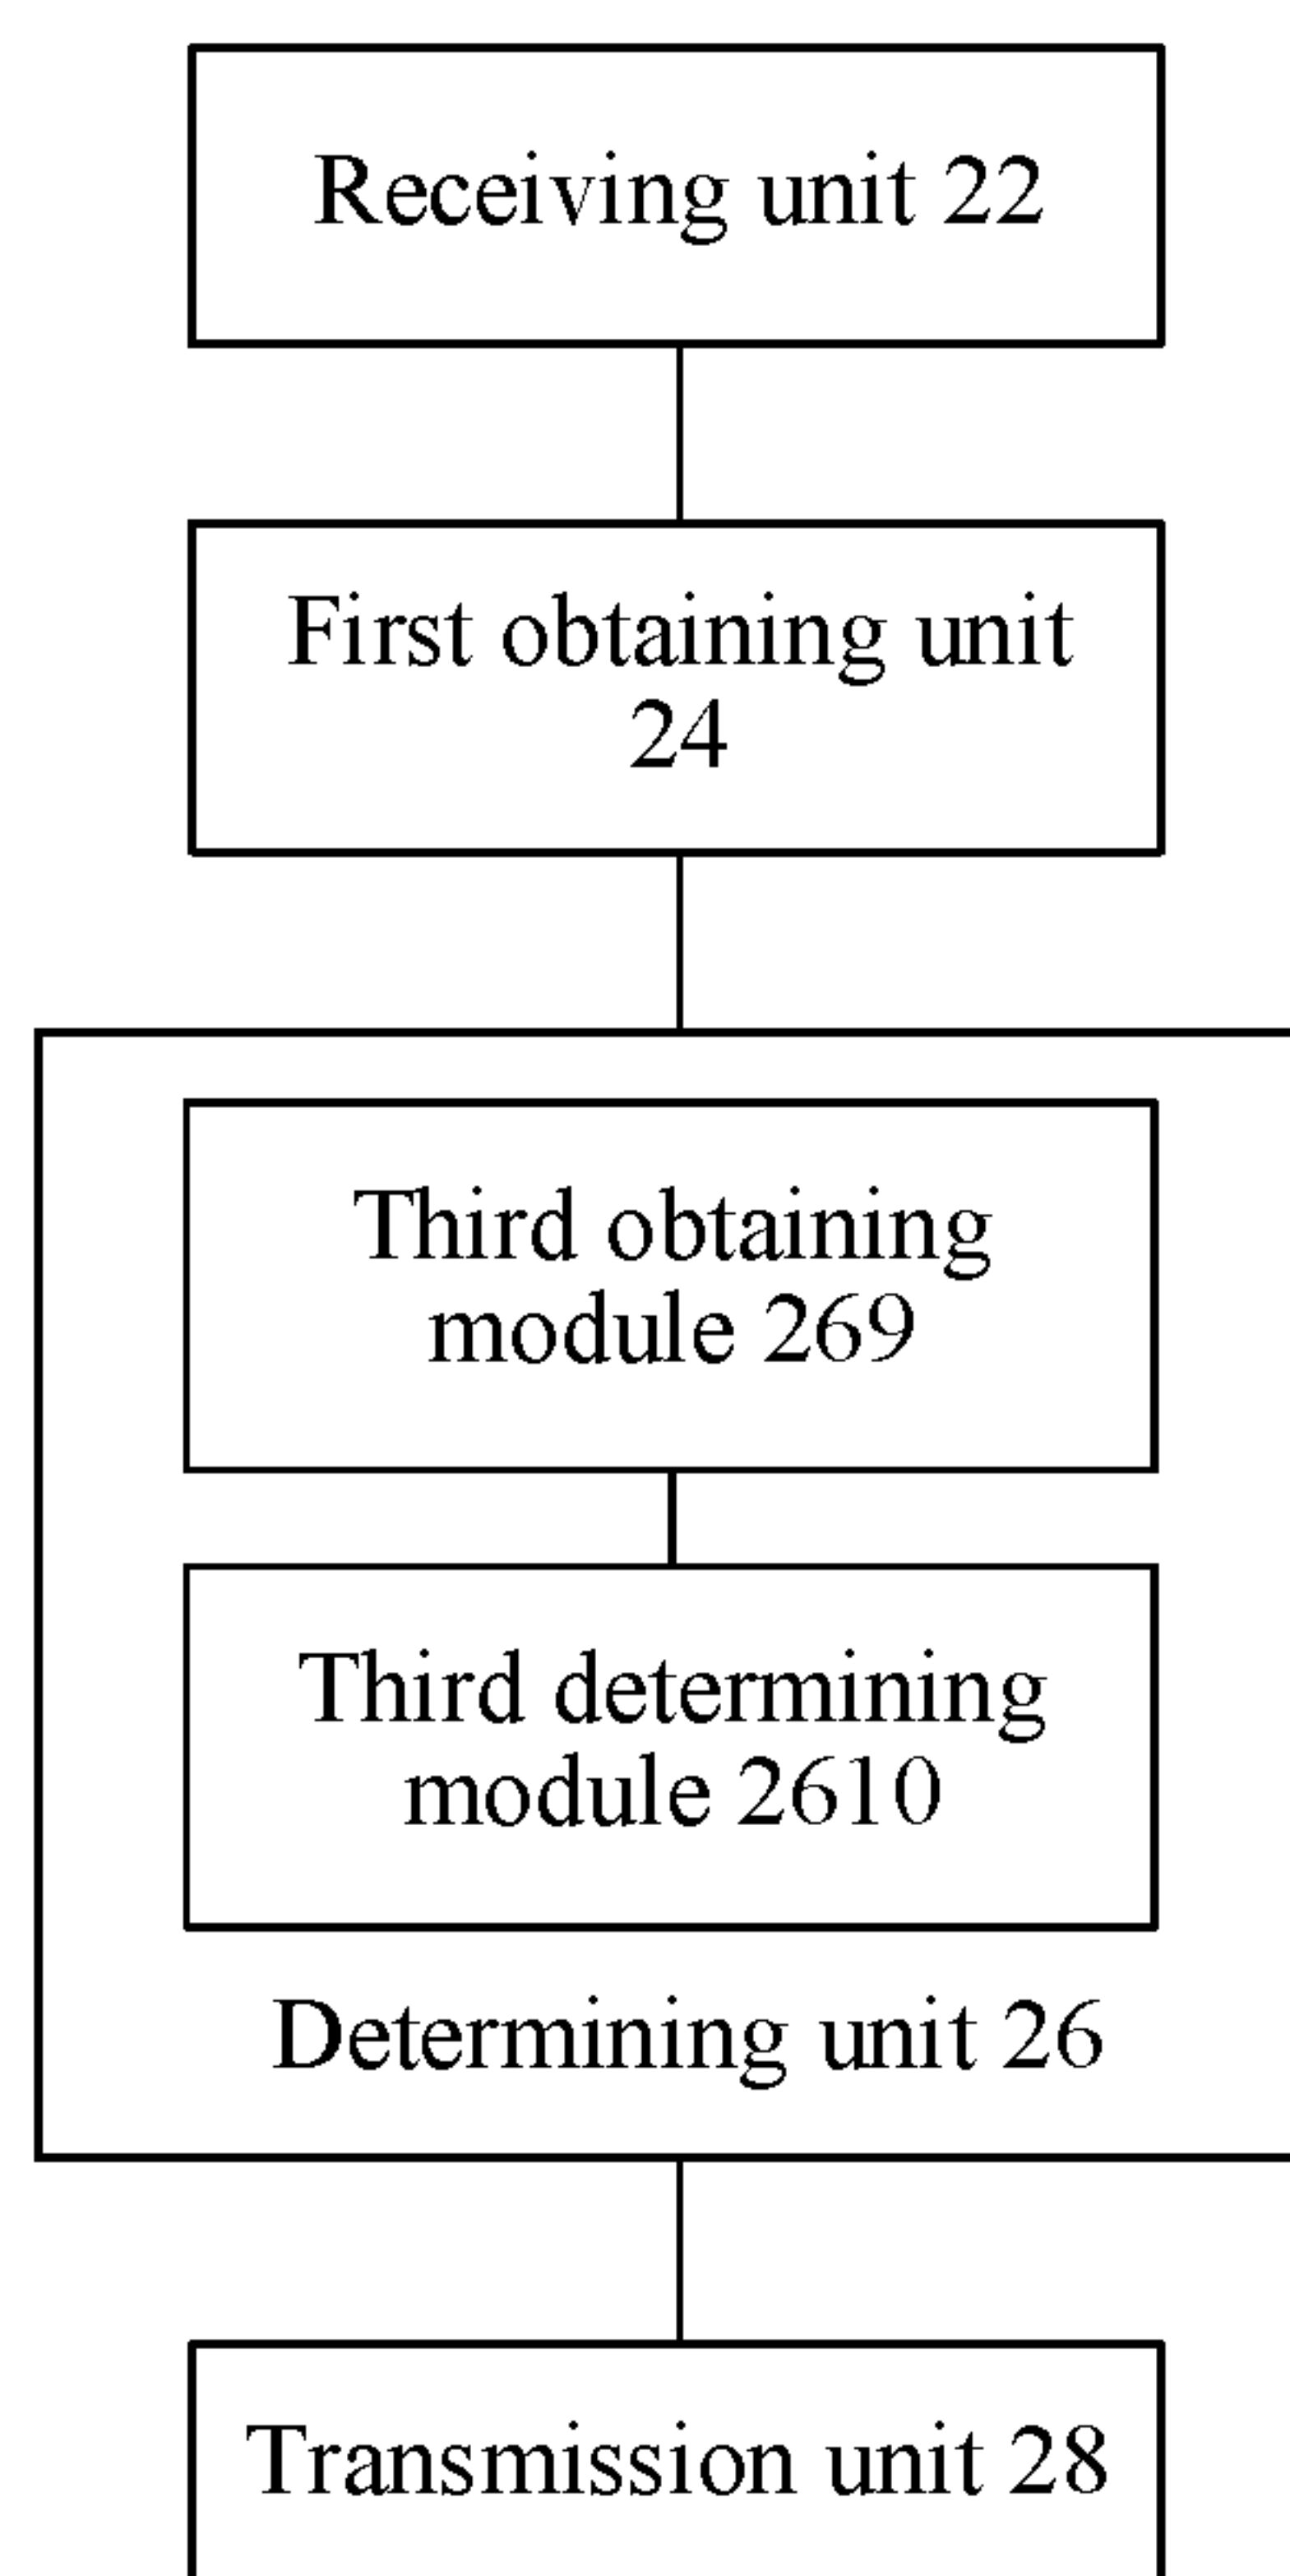 Receiving unit 22
First obtaining unit
24
Third obtaining
module 269
Third determining
module 2610
Determining unit 26
Transmission unit 28